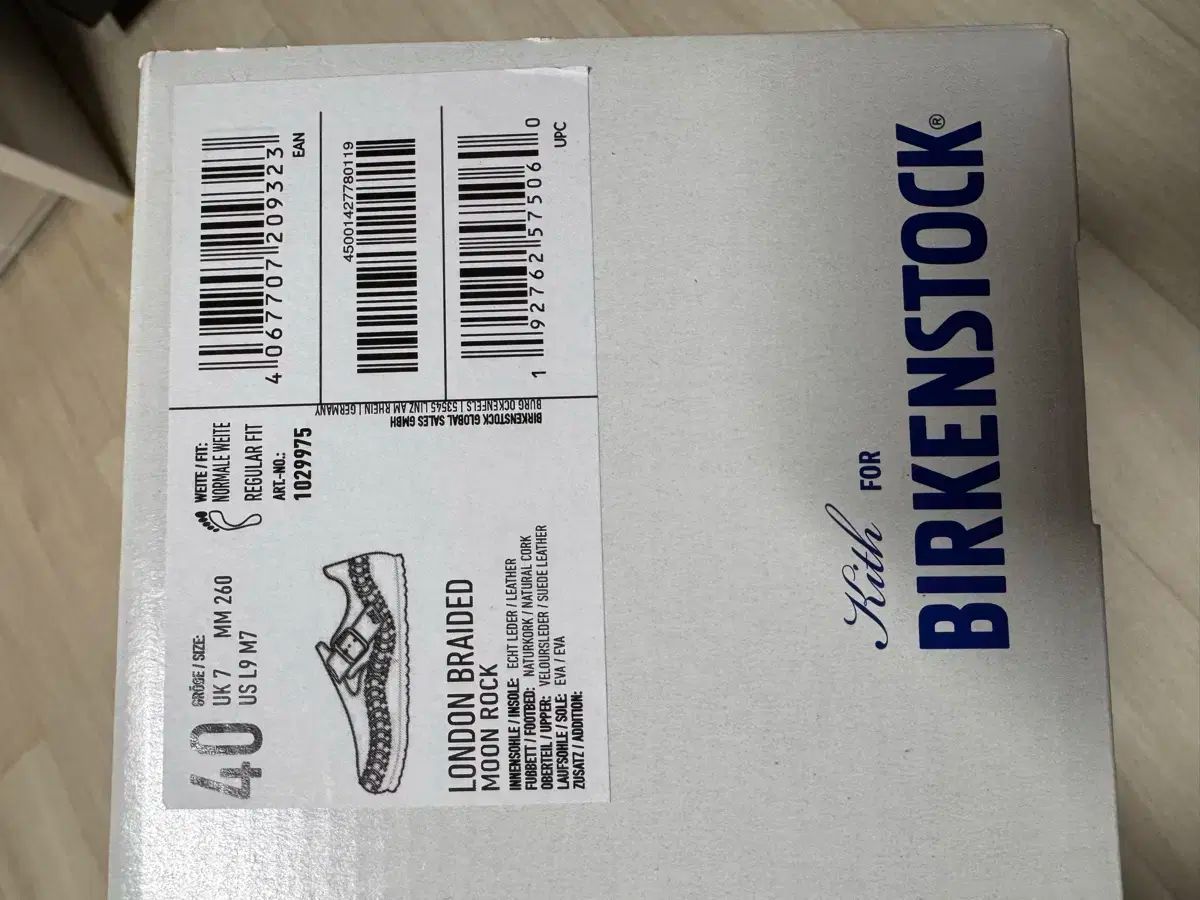 40
GRÖßE / SIZE:
UK 7 MM 260
US L9 M7
WEITE / FIT:
NORMALE WEITE
REGULAR FIT
ART.-NO.:
1029975
LONDON BRAIDED
MOON ROCK
INNENSOHLE / INSOLE: ECHT LEDER / LEATHER
FUßBETT / FOOTBED: NATURKORK / NATURAL CORK
OBERTEIL / UPPER: VELOURSLEDER / SUEDE LEATHER
LAUFSOHLE / SOLE: EVA / EVA
ZUSATZ / ADDITION:
BIRKENSTOCK GLOBAL SALES GMBH
BURG OCKENFELS | 53545 LINZ AM RHEIN | GERMANY
4 067707 209323
EAN
45001427780119
1 92762 57506 0
UPC
Kith FOR
BIRKENSTOCK®